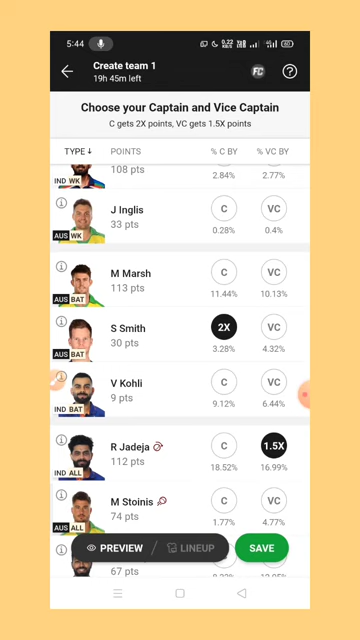 5:44
0.22
KB/S
60
Create team 1
19h 45m left
FC
?
Choose your Captain and Vice Captain
C gets 2X points, VC gets 1.5X points
TYPE↓ POINTS % C BY % VC BY
IND WK 108 pts 2.84% 2.77%
J Inglis C VC
33 pts
AUS WK 0.28% 0.4%
M Marsh C VC
113 pts
AUS BAT 11.44% 10.13%
S Smith 2X VC
30 pts
AUS BAT 3.28% 4.32%
V Kohli C VC
9 pts
IND BAT 9.12% 6.44%
R Jadeja C 1.5X
112 pts
IND ALL 18.52% 16.99%
M Stoinis C VC
74 pts
AUS ALL 1.77% 4.77%
PREVIEW / LINEUP SAVE
67 pts